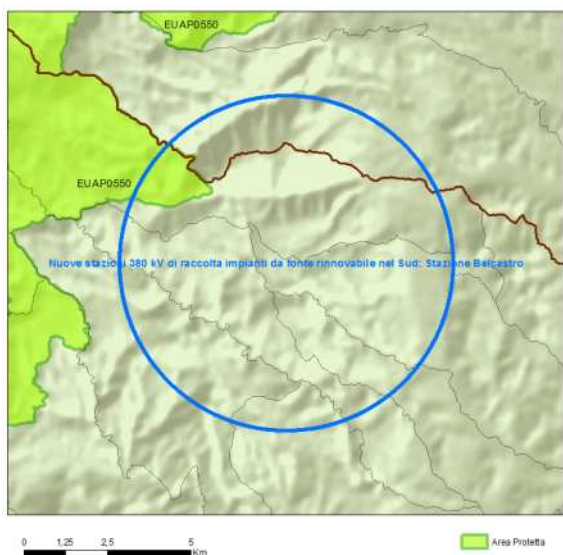 EUAP0550
EUAP0550
Nuove stazioni 380 kV di raccolta impianti da fonte rinnovabile nel Sud: Stazione Belcastro
0 1,25 2,5 5
Km
Area Protetta